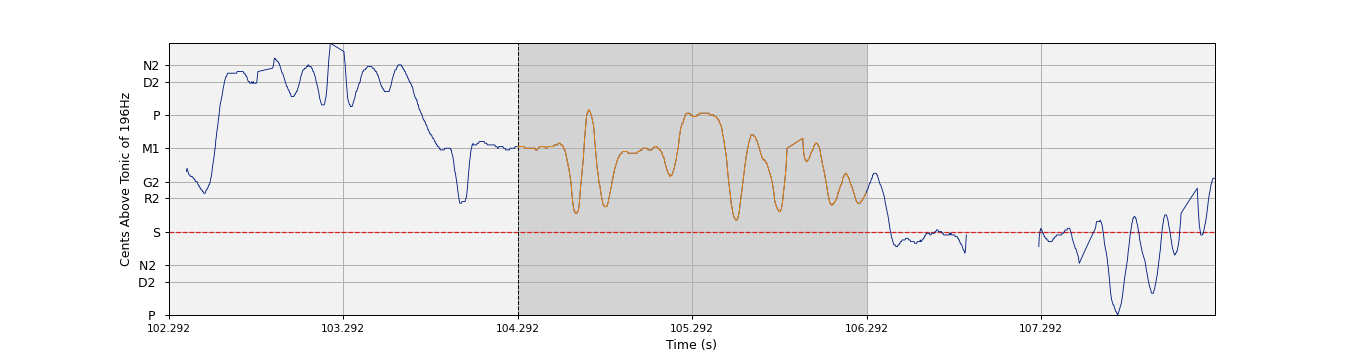 Cents Above Tonic of 196Hz
N2
D2
P
M1
G2
R2
S
N2
D2
P
102.292 103.292 104.292 105.292 106.292 107.292
Time (s)